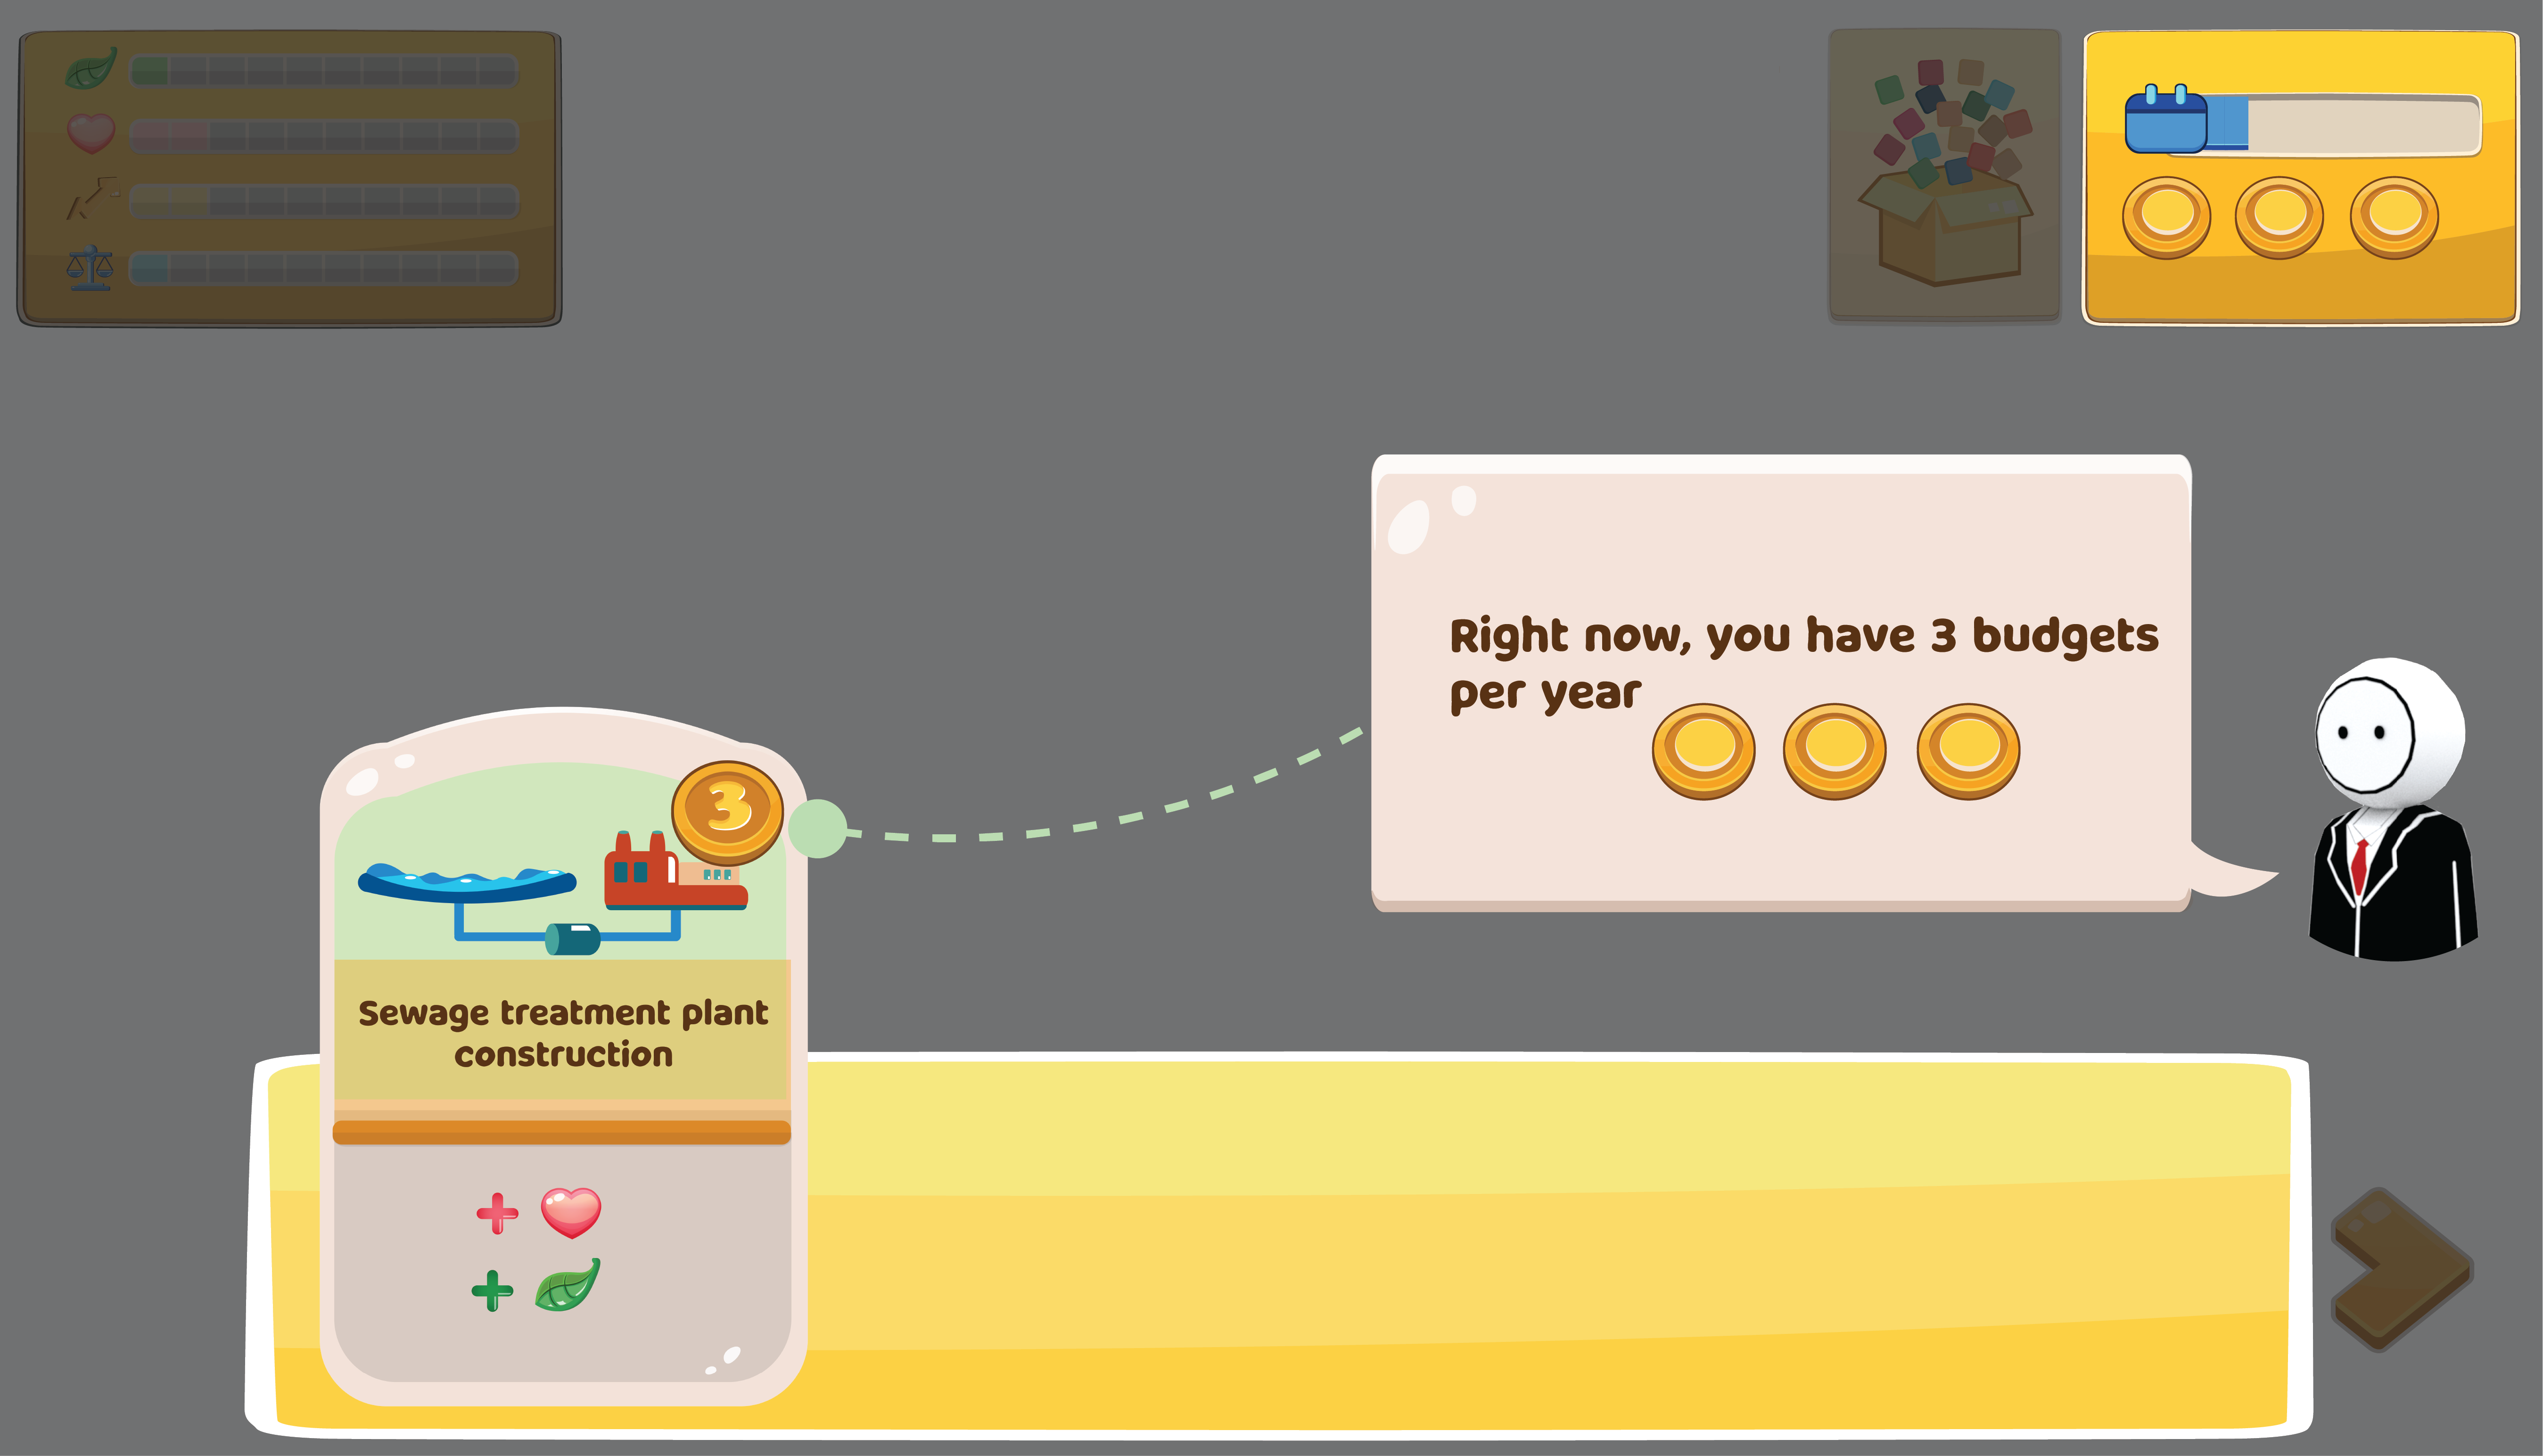 Right now, you have 3 budgets
per year
3
Sewage treatment plant
construction